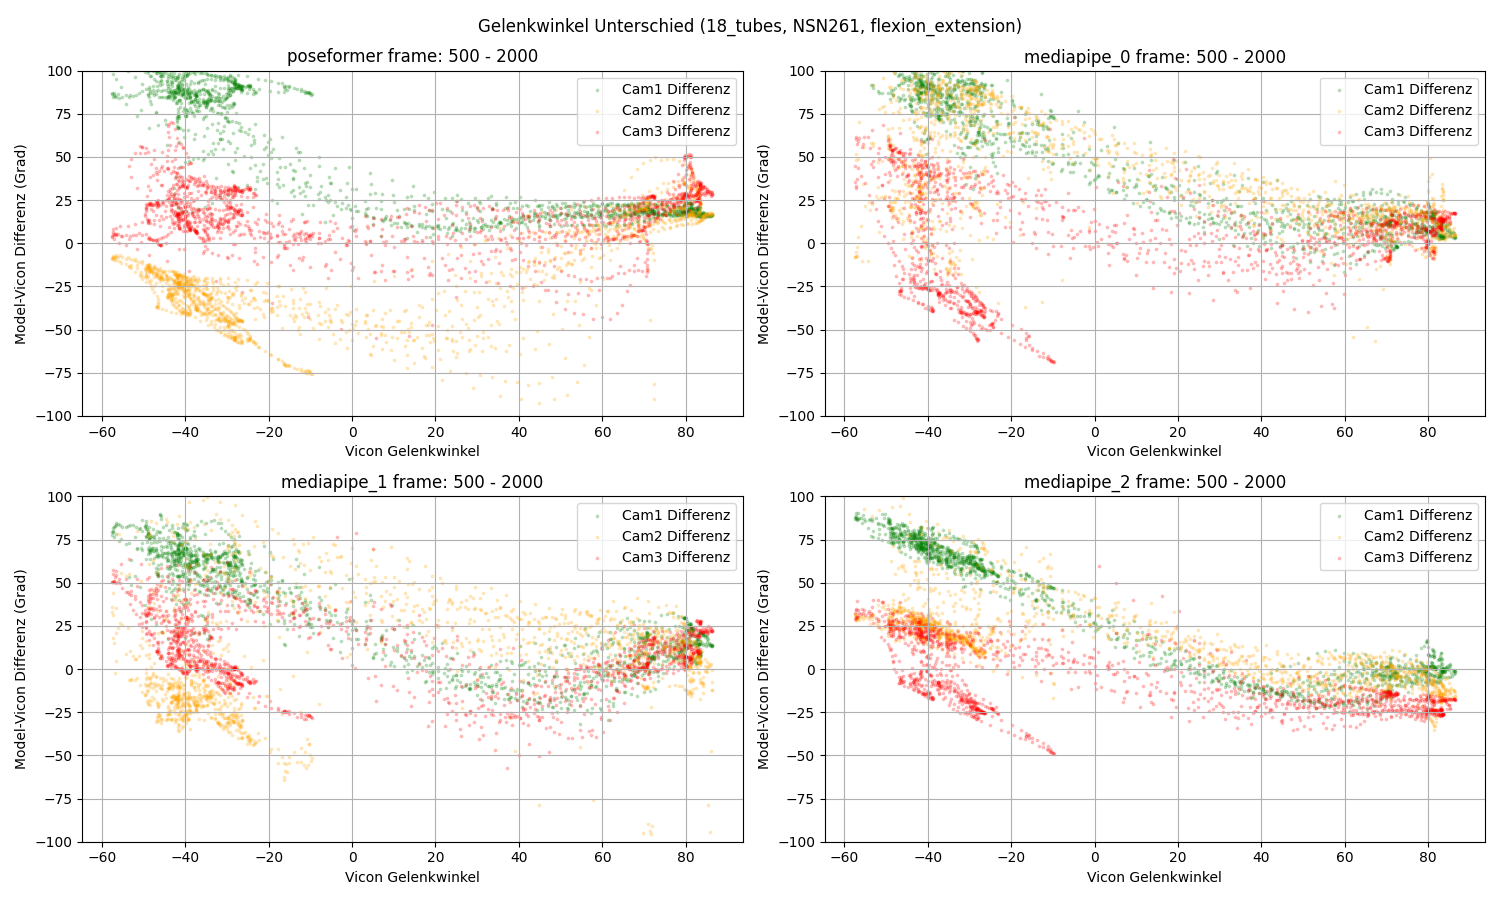 Gelenkwinkel Unterschied (18_tubes, NSN261, flexion_extension)
poseformer frame: 500 - 2000
100
75
50
25
0
−25
−50
−75
−100
Model-Vicon Differenz (Grad)
Cam1 Differenz
Cam2 Differenz
Cam3 Differenz
−60 −40 −20 0 20 40 60 80
Vicon Gelenkwinkel
mediapipe_0 frame: 500 - 2000
100
75
50
25
0
−25
−50
−75
−100
Model-Vicon Differenz (Grad)
Cam1 Differenz
Cam2 Differenz
Cam3 Differenz
−60 −40 −20 0 20 40 60 80
Vicon Gelenkwinkel
mediapipe_1 frame: 500 - 2000
100
75
50
25
0
−25
−50
−75
−100
Model-Vicon Differenz (Grad)
Cam1 Differenz
Cam2 Differenz
Cam3 Differenz
−60 −40 −20 0 20 40 60 80
Vicon Gelenkwinkel
mediapipe_2 frame: 500 - 2000
100
75
50
25
0
−25
−50
−75
−100
Model-Vicon Differenz (Grad)
Cam1 Differenz
Cam2 Differenz
Cam3 Differenz
−60 −40 −20 0 20 40 60 80
Vicon Gelenkwinkel